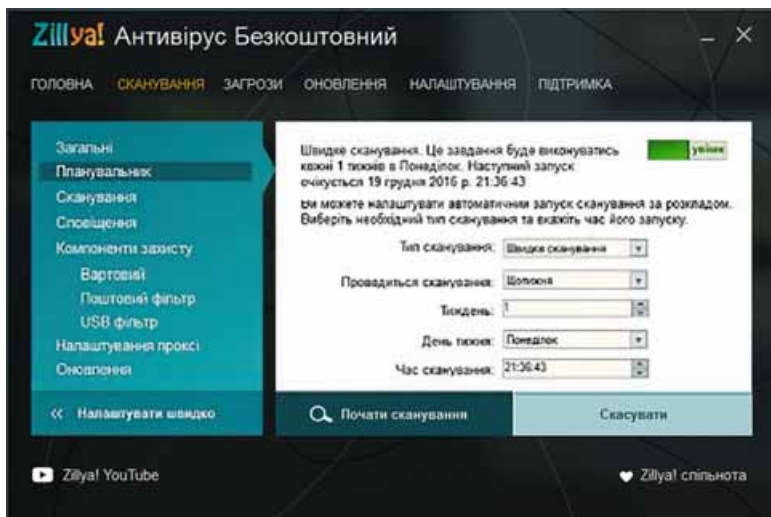 Zillya! Антивірус Безкоштовний
ГОЛОВНА СКАНУВАННЯ ЗАГРОЗИ ОНОВЛЕННЯ НАЛАШТУВАННЯ ПІДТРИМКА
Загальні
Планувальник
Сканування
Сповіщення
Компоненти захисту
Вартовий
Поштовий фільтр
USB фільтр
Налаштування проксі
Оновлення
<< Налаштувати швидко
Швидке сканування. Це завдання буде виконуватись
кожні 1 тижнів в Понеділок. Наступний запуск
очікується 19 грудня 2016 р. 21:36:43
увімк
Ви можете налаштувати автоматичний запуск сканування за розкладом.
Виберіть необхідний тип сканування та вкажіть час його запуску.
Тип сканування: Швидке сканування
Проводиться сканування: Щотижня
Тиждень: 1
День тижня: Понеділок
Час сканування: 21:36:43
Почати сканування
Скасувати
Zillya! YouTube
Zillya! спільнота